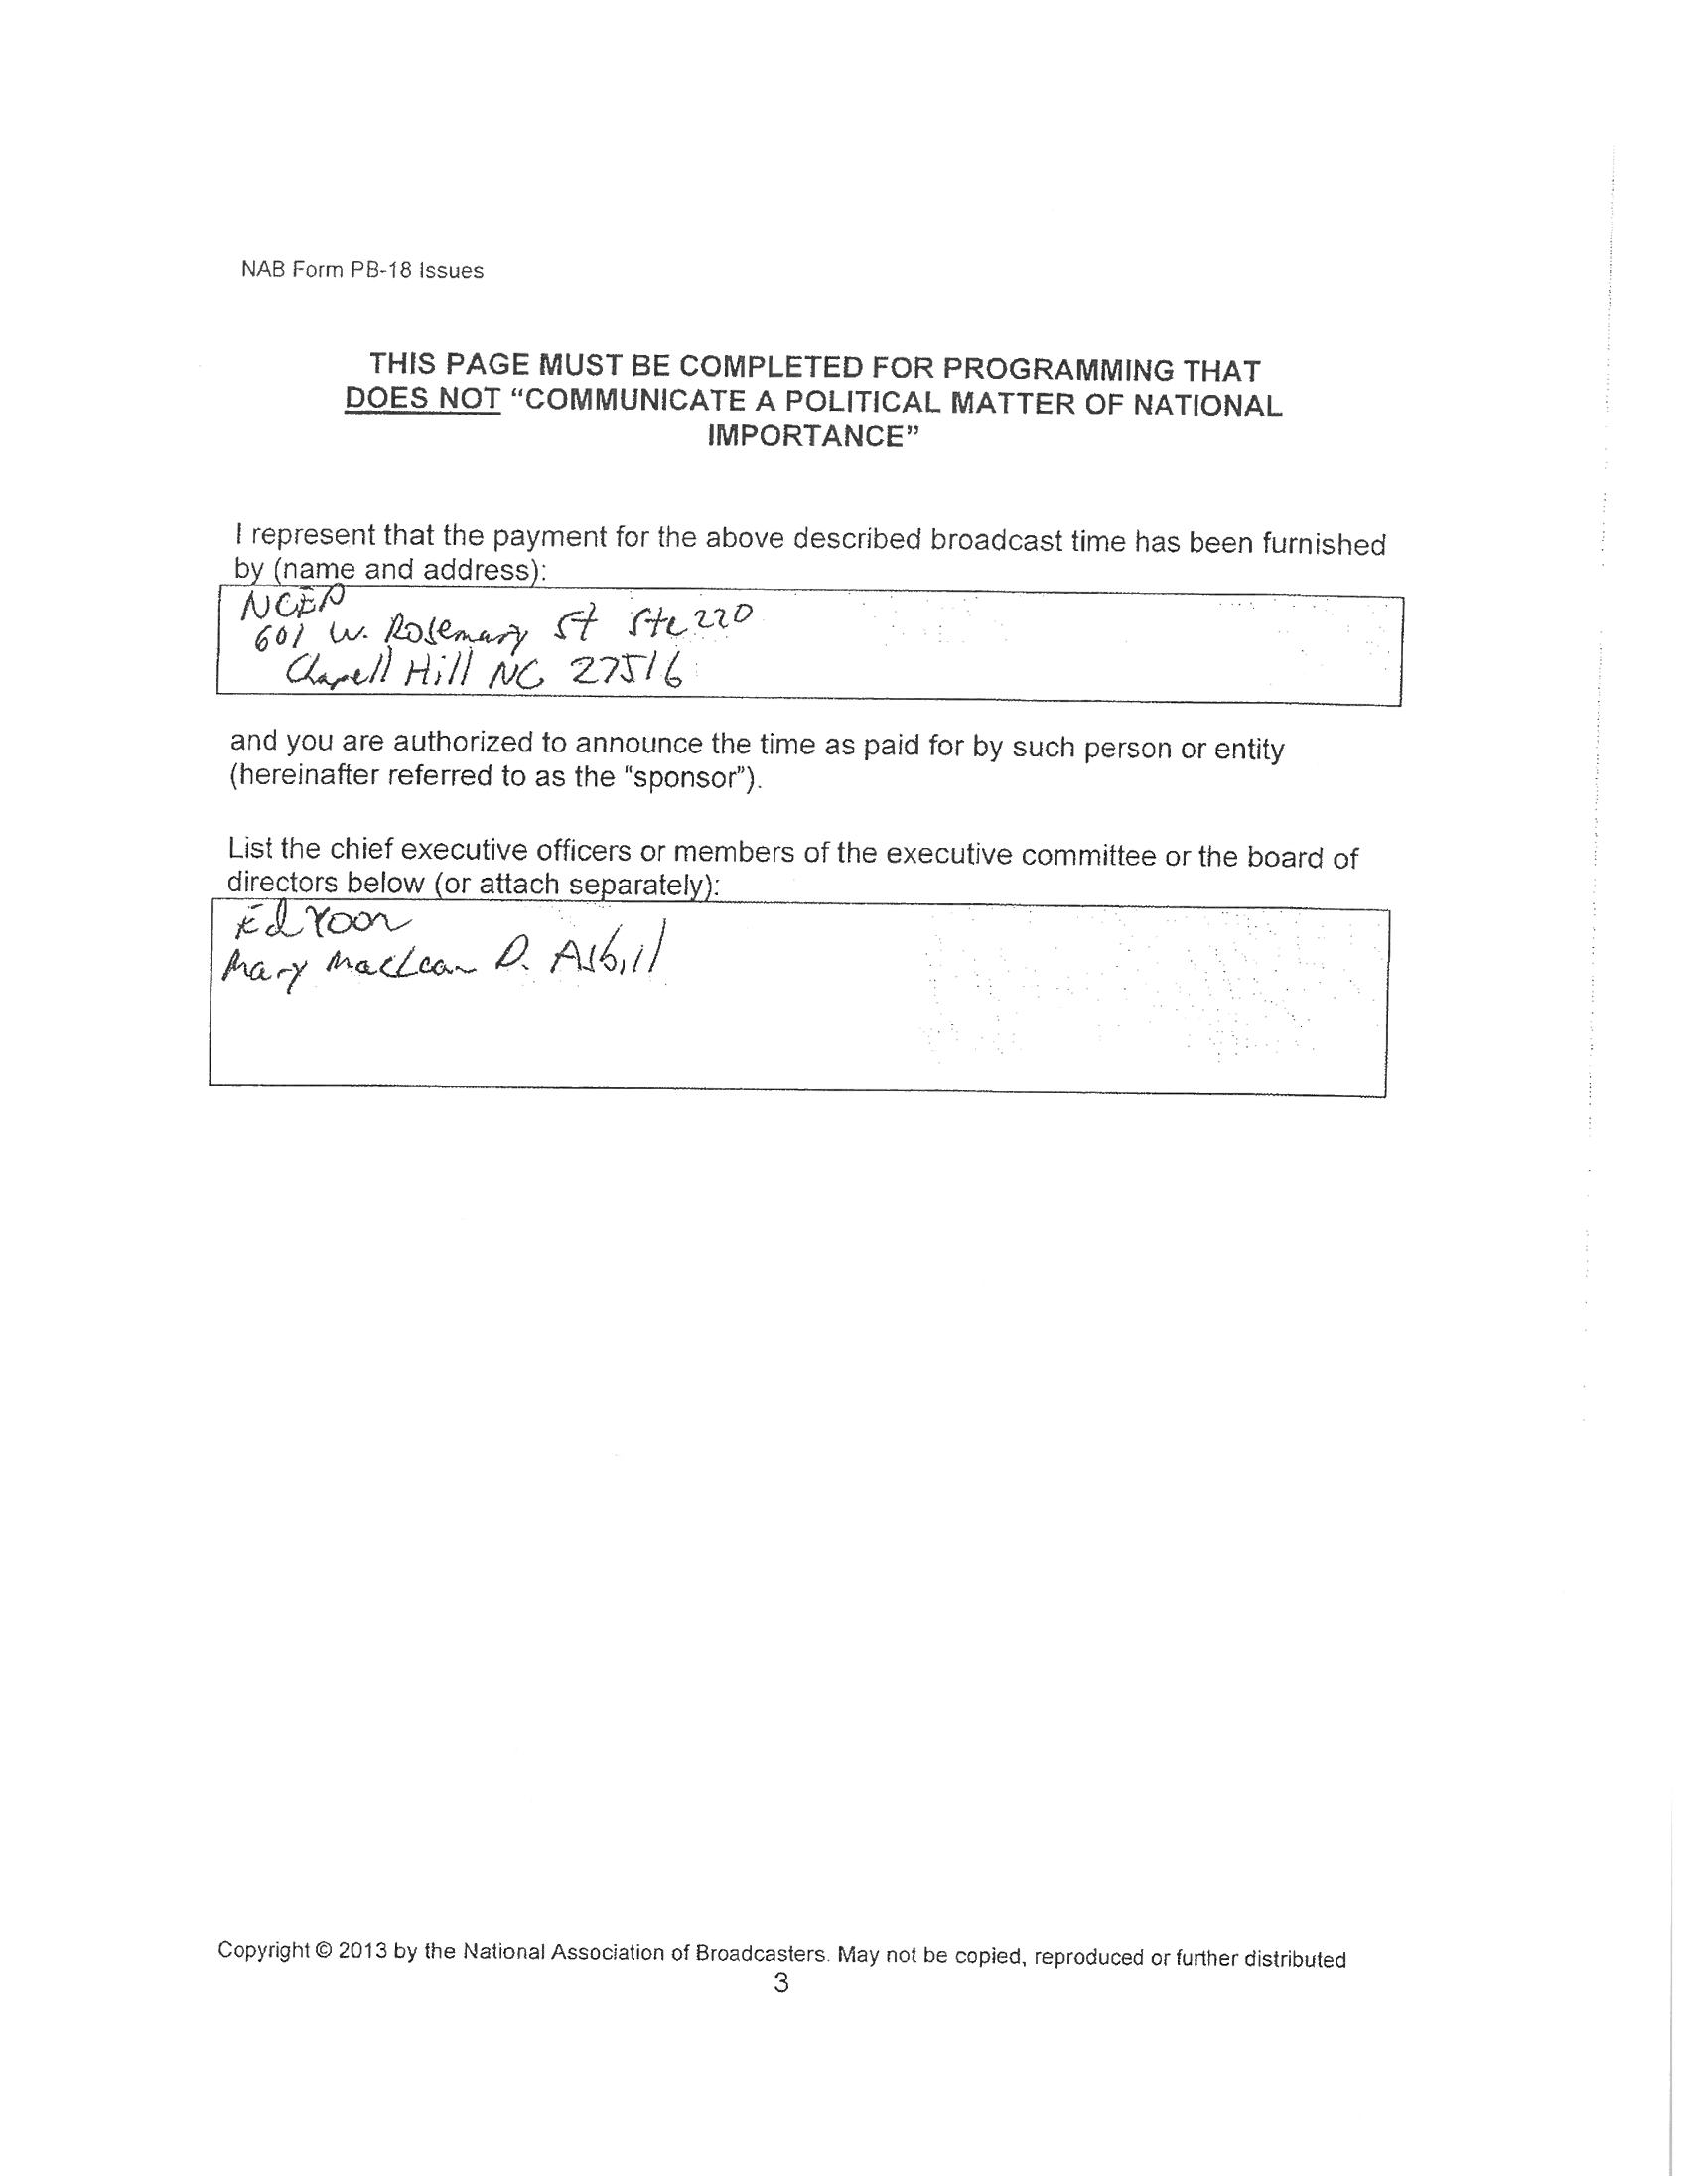 NAB Form PB-18 Issues
THIS PAGE MUST BE COMPLETED FOR PROGRAMMING THAT
DOES NOT “COMMUNICATE A POLITICAL MATTER OF NATIONAL
IMPORTANCE”
I represent that the payment for the above described broadcast time has been furnished
by (name and address):
601 W. Rosemary St Ste 220
Chapell Hill NC 27516
and you are authorized to announce the time as paid for by such person or entity
(hereinafter referred to as the “sponsor”).
List the chief executive officers or members of the executive committee or the board of
directors below (or attach separately):
Ed Yoon
Mary MacLean D. Asbill
Copyright © 2013 by the National Association of Broadcasters. May not be copied, reproduced or further distributed
3